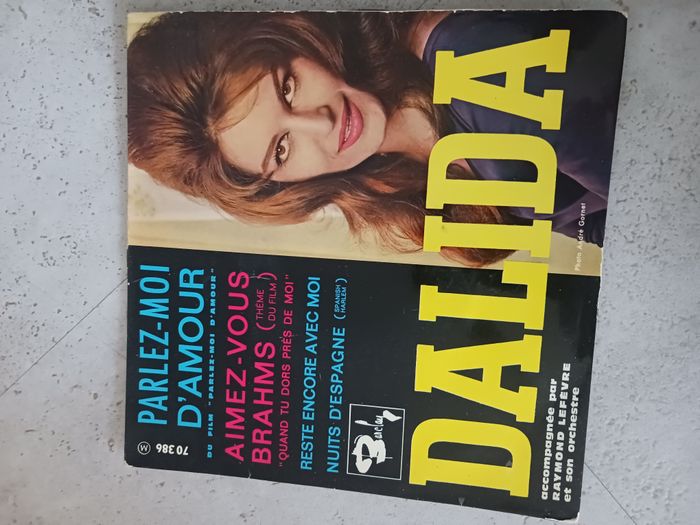 70 386 M
PARLEZ-MOI
D'AMOUR
DU FILM "PARLEZ-MOI D'AMOUR"
AIMEZ-VOUS
BRAHMS (THÈME DU FILM)
"QUAND TU DORS PRÈS DE MOI"
RESTE ENCORE AVEC MOI
NUITS D'ESPAGNE (SPANISH HARLEM)
Barclay
DALIDA
Photo André Gornet
accompagnée par
RAYMOND LEFÈVRE
et son orchestre